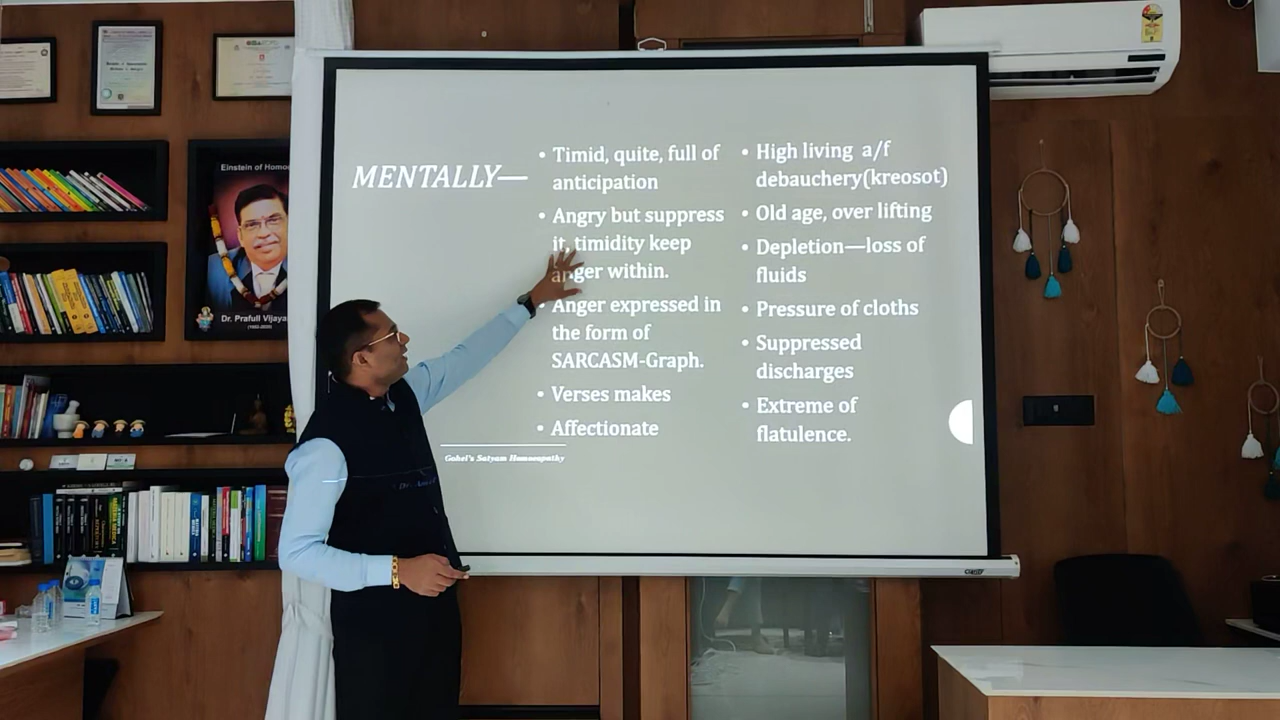 Einstein of Homoe
Dr. Prafull Vijaya
MENTALLY—
• Timid, quite, full of
anticipation
• Angry but suppress
it, timidity keep
anger within.
• Anger expressed in
the form of
SARCASM-Graph.
• Verses makes
• Affectionate
• High living a/f
debauchery(kreosot)
• Old age, over lifting
• Depletion—loss of
fluids
• Pressure of cloths
• Suppressed
discharges
• Extreme of
flatulence.
Gohel's Satyam Homoeopathy